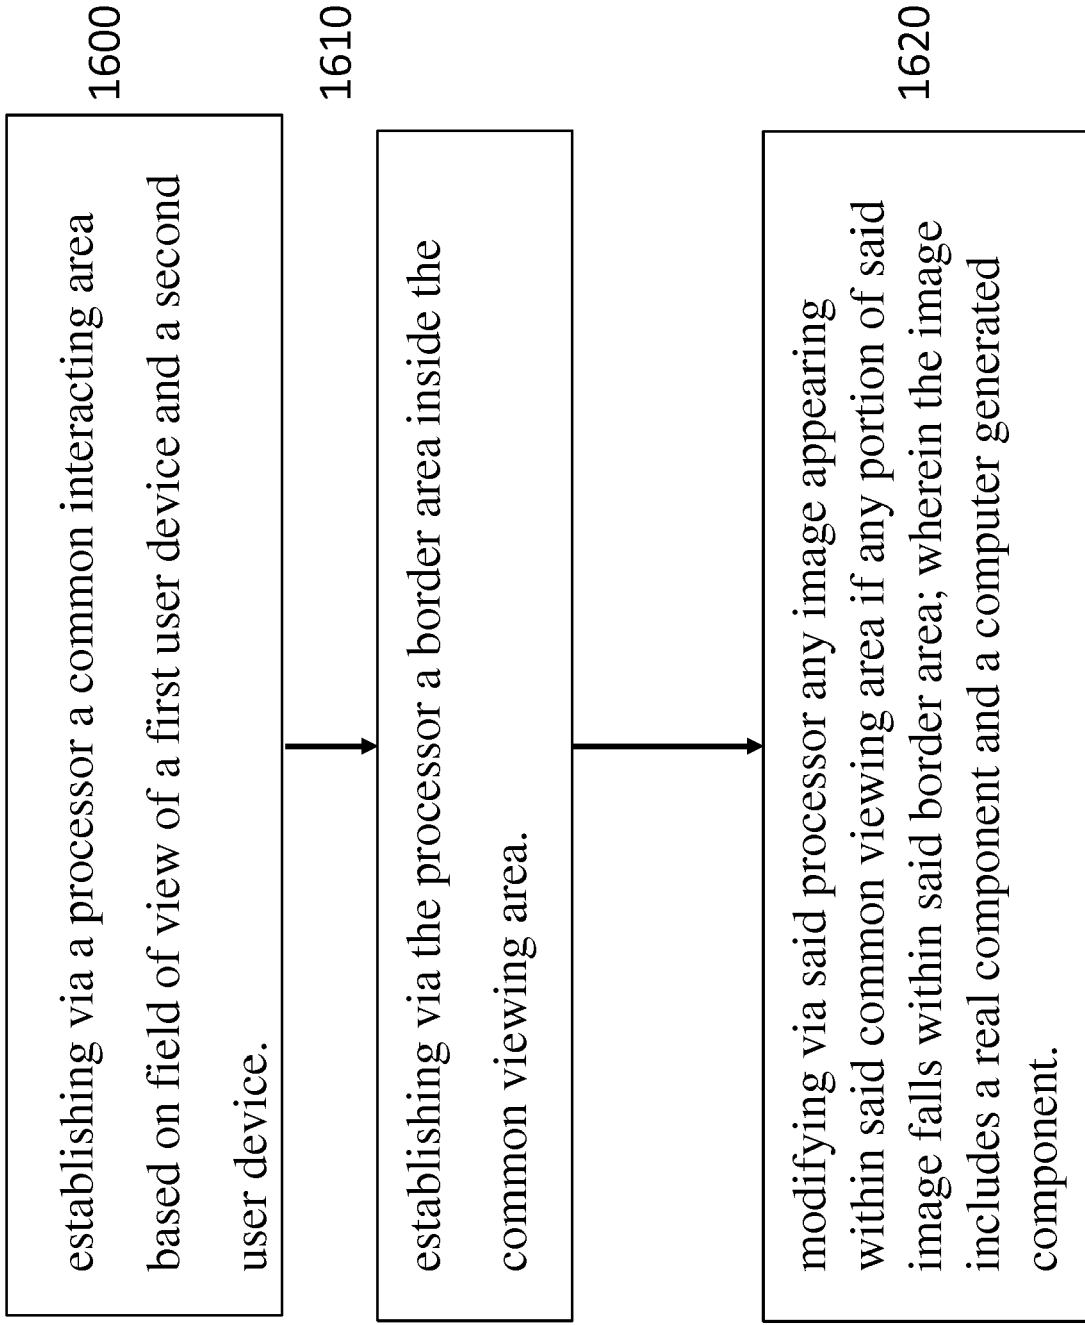 establishing via a processor a common interacting area
based on field of view of a first user device and a second
user device.
1600
establishing via the processor a border area inside the
common viewing area.
1610
modifying via said processor any image appearing
within said common viewing area if any portion of said
image falls within said border area; wherein the image
includes a real component and a computer generated
component.
1620